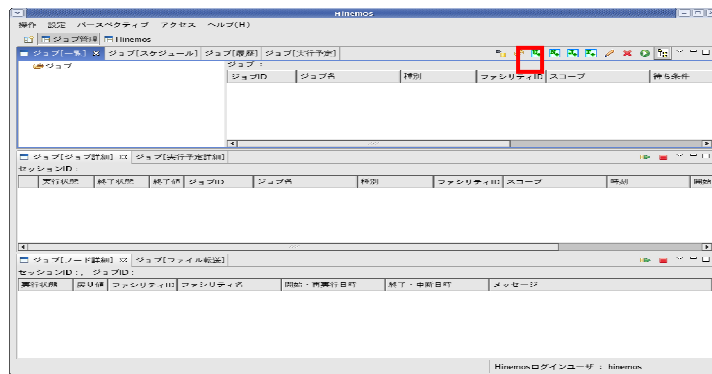 Hinemos
操作 設定 パースペクティブ アクセス ヘルプ(H)
ジョブ管理 Hinemos
ジョブ[一覧] ジョブ[スケジュール] ジョブ[履歴] ジョブ[実行予定]
ジョブ
ジョブ :
ジョブID ジョブ名 種別 ファシリティID スコープ 待ち条件
ジョブ[ジョブ詳細] ジョブ[実行予定詳細]
セッションID :
実行状態 終了状態 終了値 ジョブID ジョブ名 種別 ファシリティID スコープ 時刻 開始
ジョブ[ノード詳細] ジョブ[ファイル転送]
セッションID : , ジョブID :
実行状態 戻り値 ファシリティID ファシリティ名 開始・再実行日時 終了・中断日時 メッセージ
Hinemosログインユーザ : hinemos